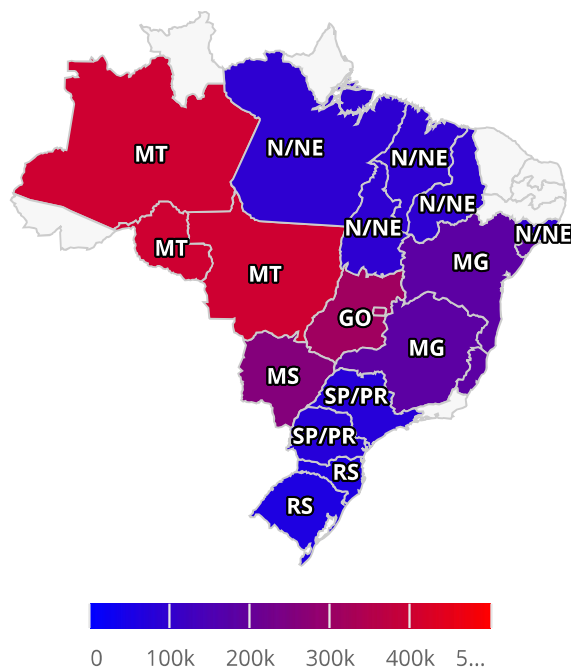 MT
N/NE
N/NE
N/NE
N/NE
N/NE
MT
MG
MT
GO
MG
MS
SP/PR
SP/PR
RS
RS
0 100k 200k 300k 400k 5...